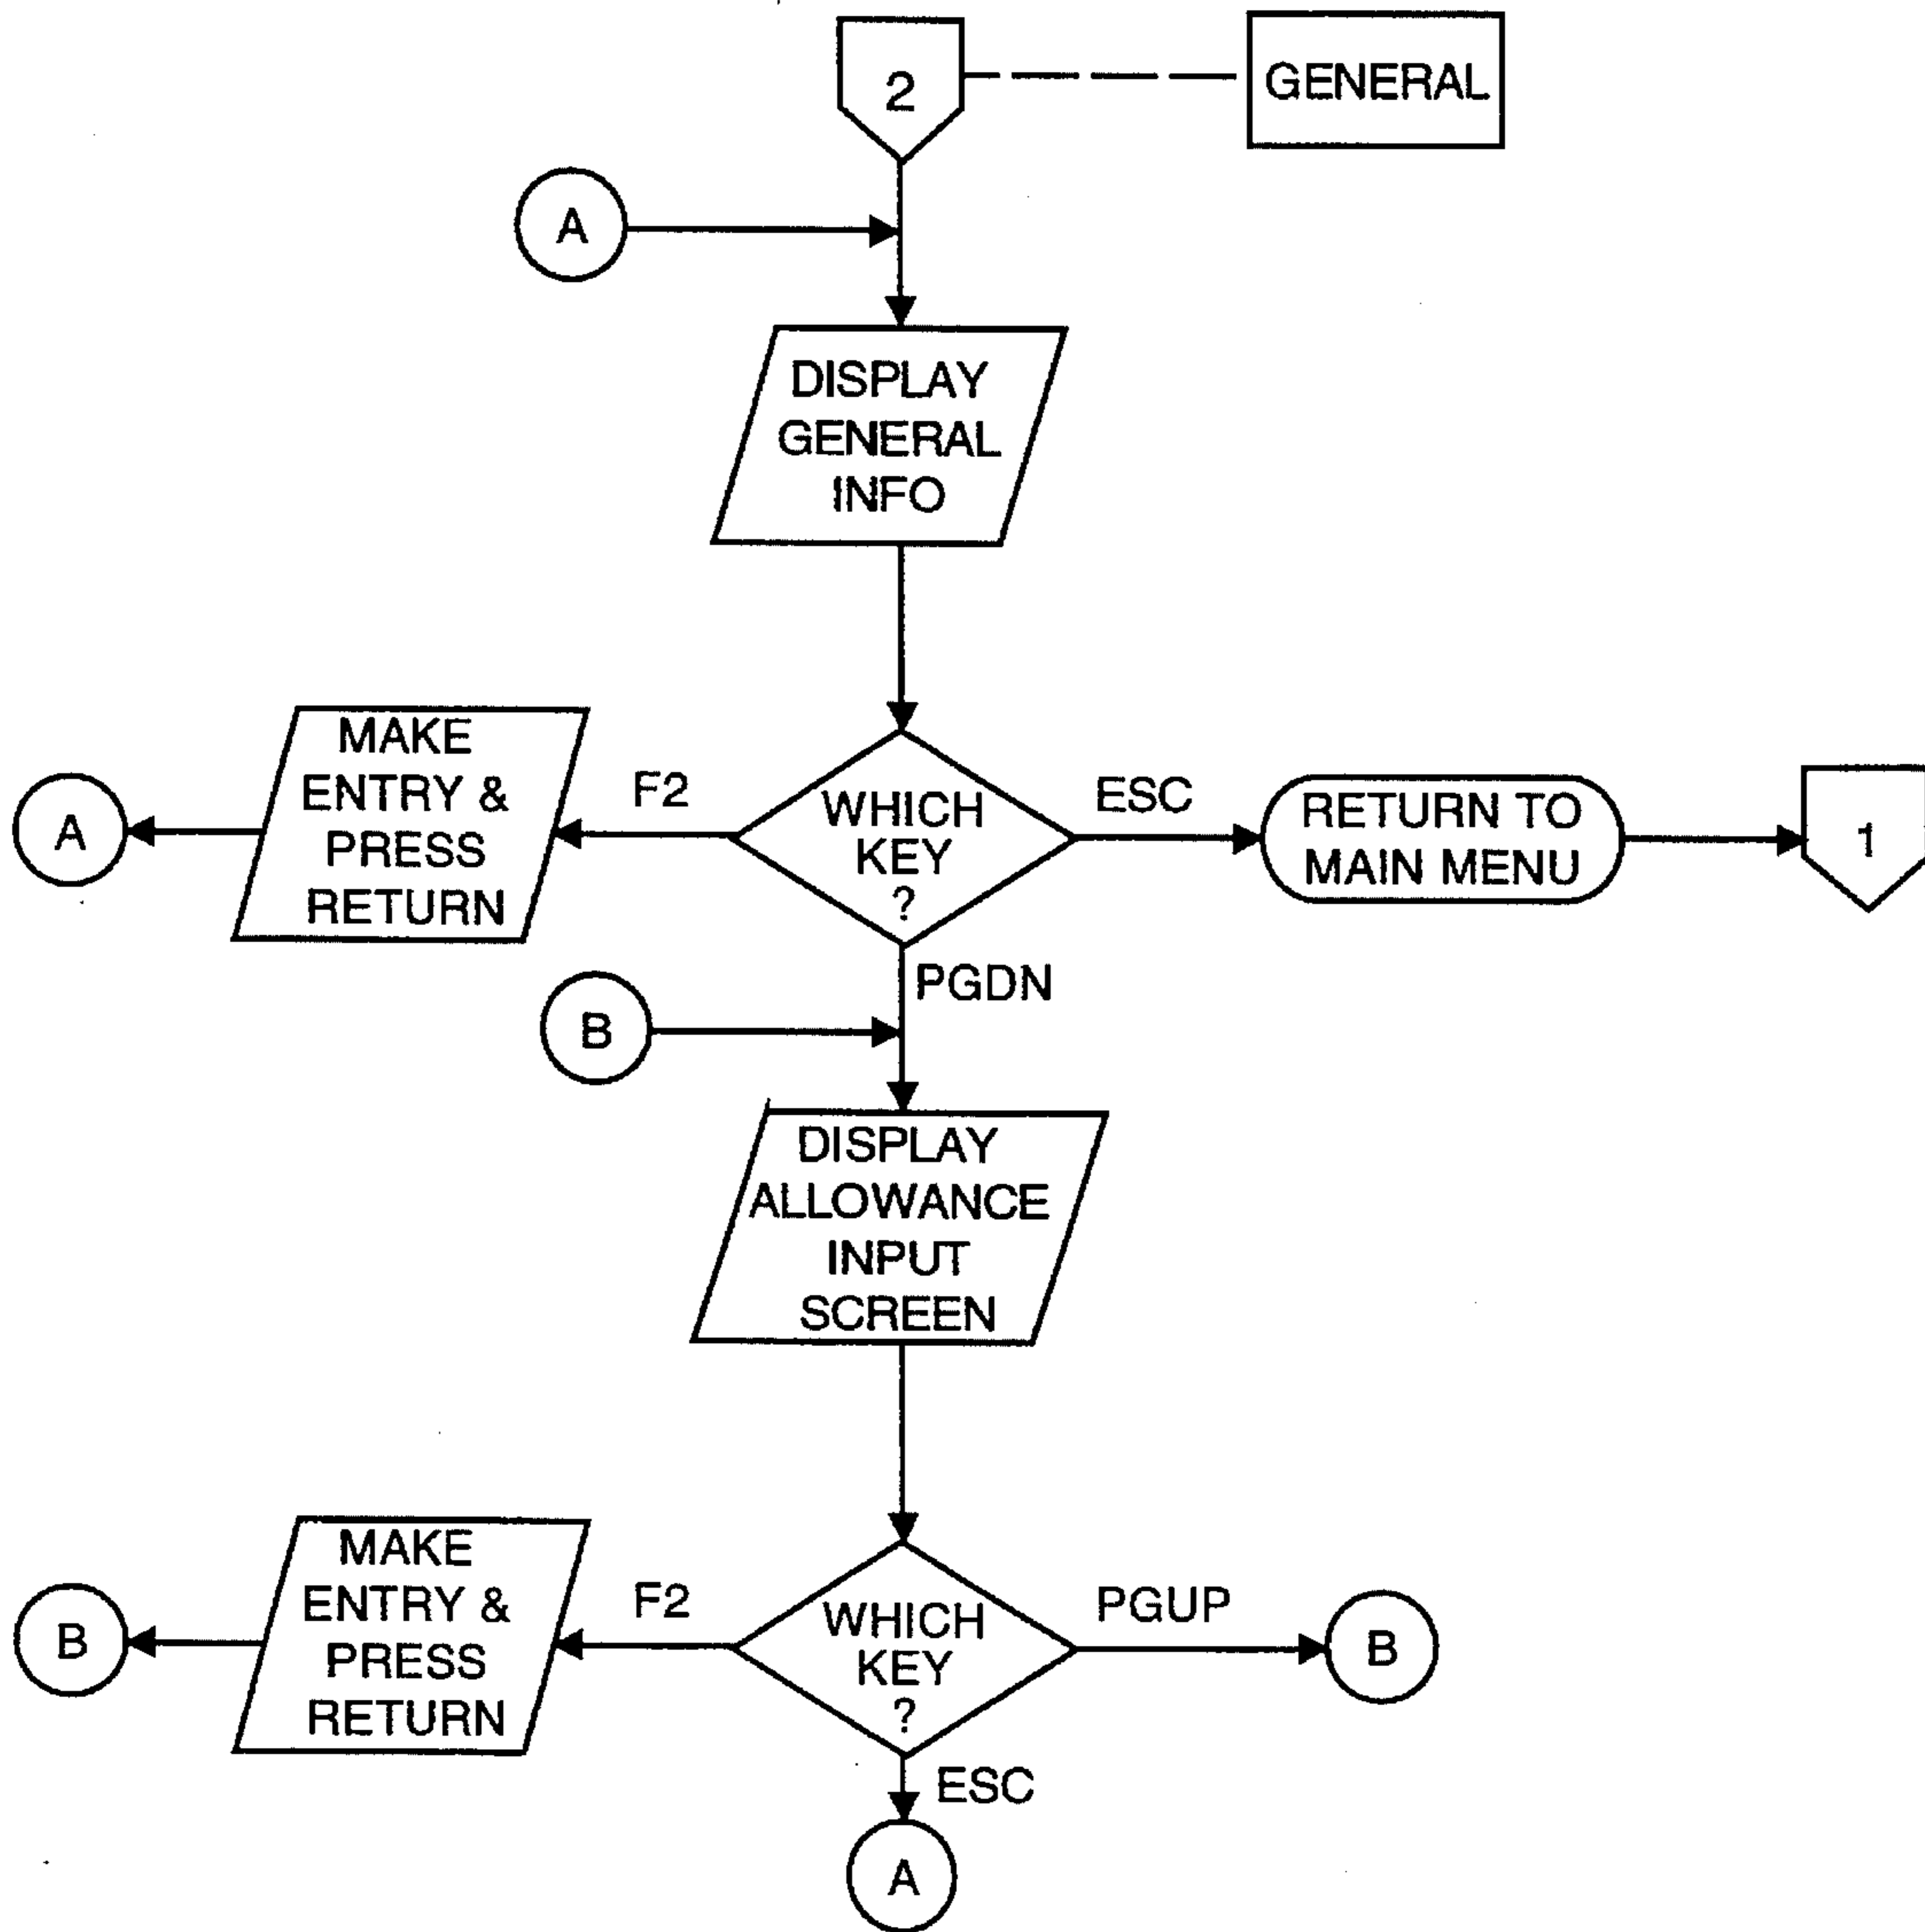 2
GENERAL
A
DISPLAY
GENERAL
INFO
A
MAKE
ENTRY &
PRESS
RETURN
F2
WHICH
KEY
?
ESC
RETURN TO
MAIN MENU
1
PGDN
B
DISPLAY
ALLOWANCE
INPUT
SCREEN
B
MAKE
ENTRY &
PRESS
RETURN
F2
WHICH
KEY
?
PGUP
B
ESC
A